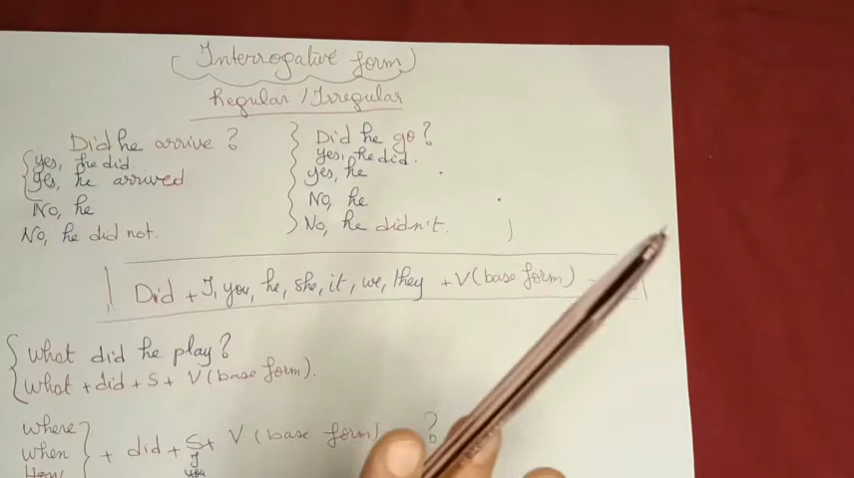 (Interrogative form)
Regular / Irregular
Did he arrive ?
yes, he did.
yes, he arrived
No, he
No, he did not.
Did he go ?
yes, he did.
yes, he
No, he
No, he didn't.
Did + I, you, he, she, it, we, they + V (base form)
what did he play ?
what + did + S + V (base form).
where
when
How
+ did + S + V (base form) ?
I
you